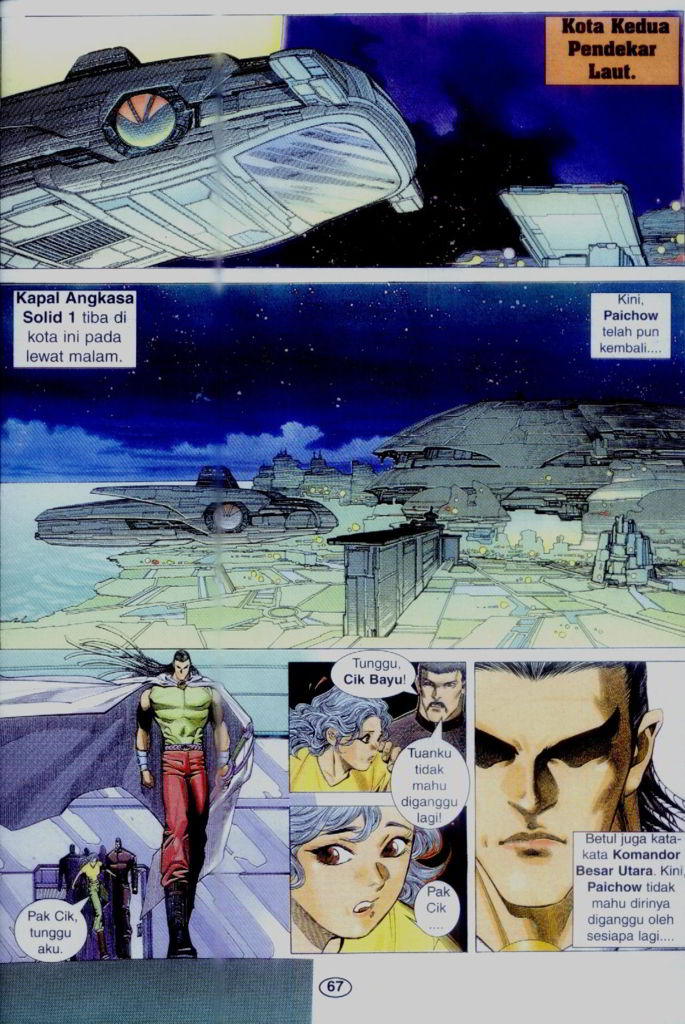 Kota Kedua
Pendekar
Laut.
Kapal Angkasa
Solid 1 tiba di
kota ini pada
lewat malam.
Kini,
Paichow
telah pun
kembali....
Pak Cik,
tunggu
aku.
Tunggu,
Cik Bayu!
Tuanku
tidak
mahu
diganggu
lagi!
Pak
Cik
....
Betul juga kata-
kata Komandor
Besar Utara. Kini,
Paichow tidak
mahu dirinya
diganggu oleh
sesiapa lagi....
67